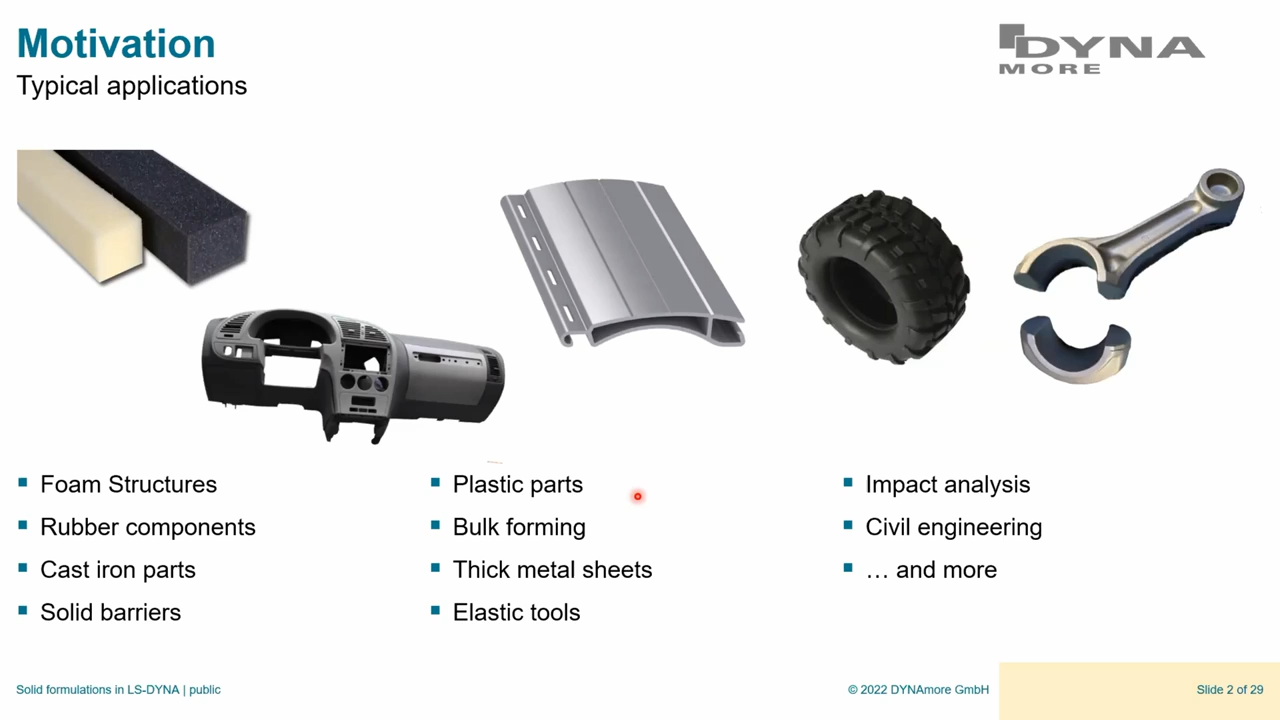 Motivation
Typical applications
DYNA
MORE
Foam Structures
Rubber components
Cast iron parts
Solid barriers
Plastic parts
Bulk forming
Thick metal sheets
Elastic tools
Impact analysis
Civil engineering
… and more
Solid formulations in LS-DYNA | public
© 2022 DYNAmore GmbH
Slide 2 of 29